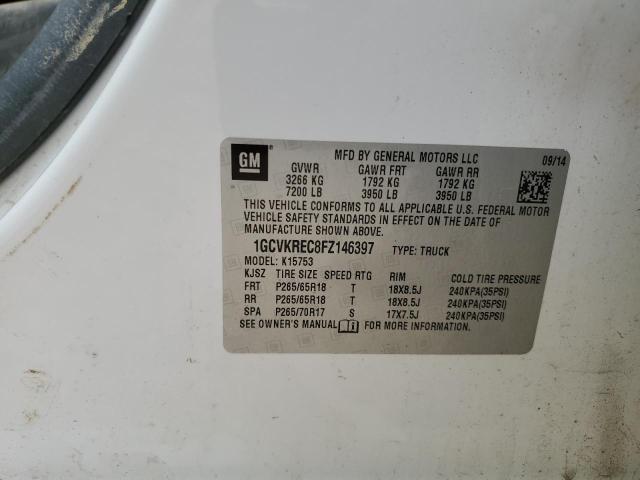 GM
MFD BY GENERAL MOTORS LLC 09/14
GVWR GAWR FRT GAWR RR
3266 KG 1792 KG 1792 KG
7200 LB 3950 LB 3950 LB
THIS VEHICLE CONFORMS TO ALL APPLICABLE U.S. FEDERAL MOTOR
VEHICLE SAFETY STANDARDS IN EFFECT ON THE DATE OF
MANUFACTURE SHOWN ABOVE.
1GCVKREC8FZ146397 TYPE: TRUCK
MODEL: K15753
KJSZ TIRE SIZE SPEED RTG RIM COLD TIRE PRESSURE
FRT P265/65R18 T 18X8.5J 240KPA(35PSI)
RR P265/65R18 T 18X8.5J 240KPA(35PSI)
SPA P265/70R17 S 17X7.5J 240KPA(35PSI)
SEE OWNER'S MANUAL FOR MORE INFORMATION.